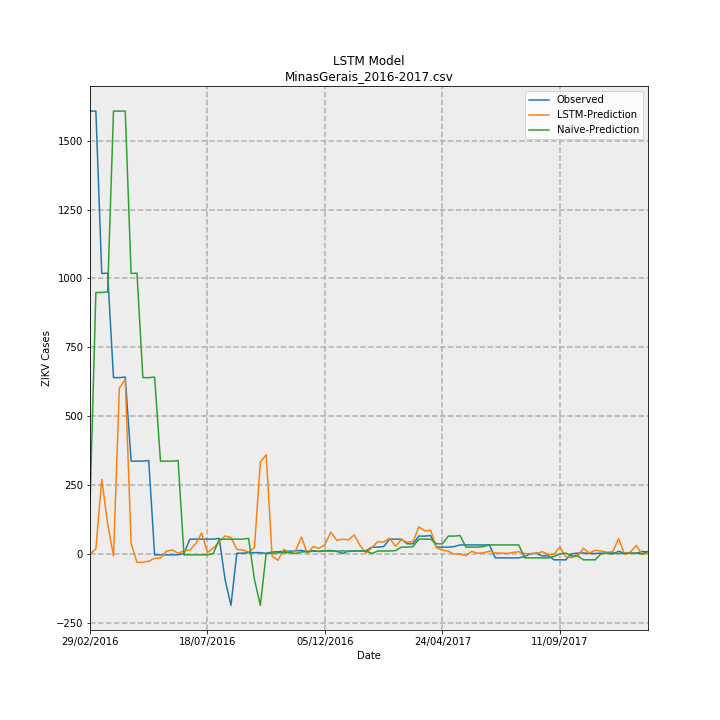 LSTM Model
MinasGerais_2016-2017.csv
Observed
LSTM-Prediction
Naive-Prediction
1500
1250
1000
750
500
250
0
−250
ZIKV Cases
29/02/2016
18/07/2016
05/12/2016
24/04/2017
11/09/2017
Date